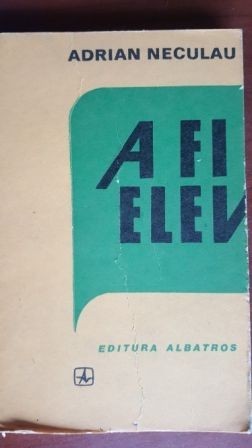 ADRIAN NECULAU
A FI
ELEV
EDITURA ALBATROS